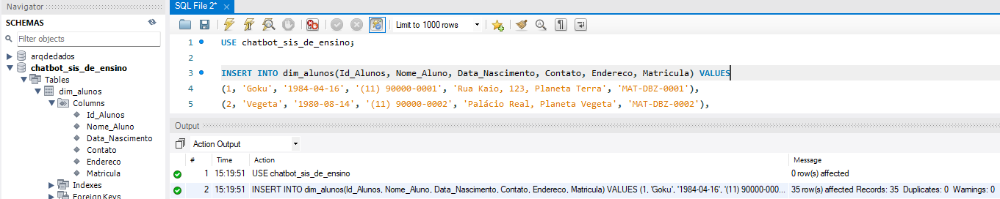 Navigator
SQL File 2*
SCHEMAS
Filter objects
Limit to 1000 rows
arqdedados
chatbot_sis_de_ensino
Tables
dim_alunos
Columns
Id_Alunos
Nome_Aluno
Data_Nascimento
Contato
Endereco
Matricula
Indexes
Foreign Keys
1 USE chatbot_sis_de_ensino;
2
3 INSERT INTO dim_alunos(Id_Alunos, Nome_Aluno, Data_Nascimento, Contato, Endereco, Matricula) VALUES
4 (1, 'Goku', '1984-04-16', '(11) 90000-0001', 'Rua Kaio, 123, Planeta Terra', 'MAT-DBZ-0001'),
5 (2, 'Vegeta', '1980-08-14', '(11) 90000-0002', 'Palácio Real, Planeta Vegeta', 'MAT-DBZ-0002'),
Output
Action Output
# Time Action Message
1 15:19:51 USE chatbot_sis_de_ensino 0 row(s) affected
2 15:19:51 INSERT INTO dim_alunos(Id_Alunos, Nome_Aluno, Data_Nascimento, Contato, Endereco, Matricula) VALUES (1, 'Goku', '1984-04-16', '(11) 90000-000... 35 row(s) affected Records: 35 Duplicates: 0 Warnings: 0